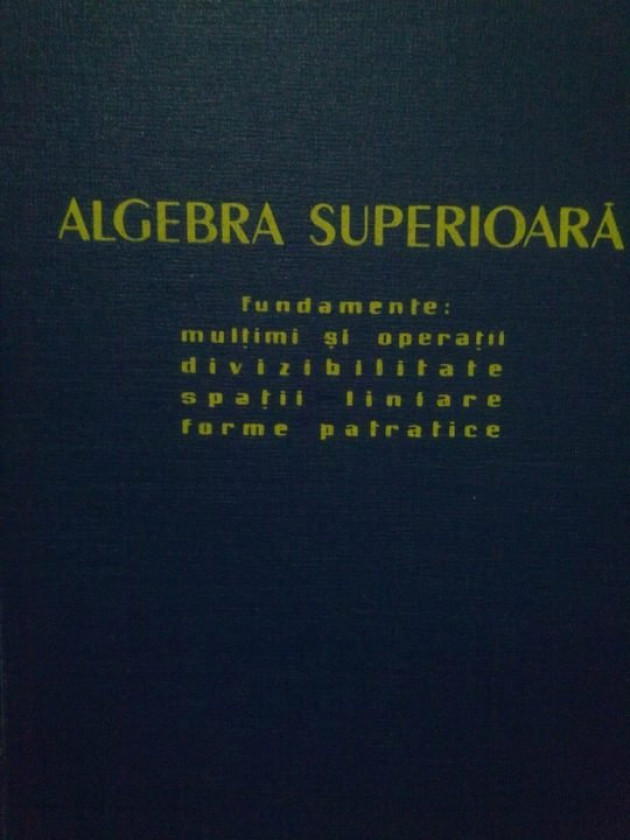 ALGEBRA SUPERIOARĂ
fundamente:
mulțimi și operații
divizibilitate
spații liniare
forme patratice